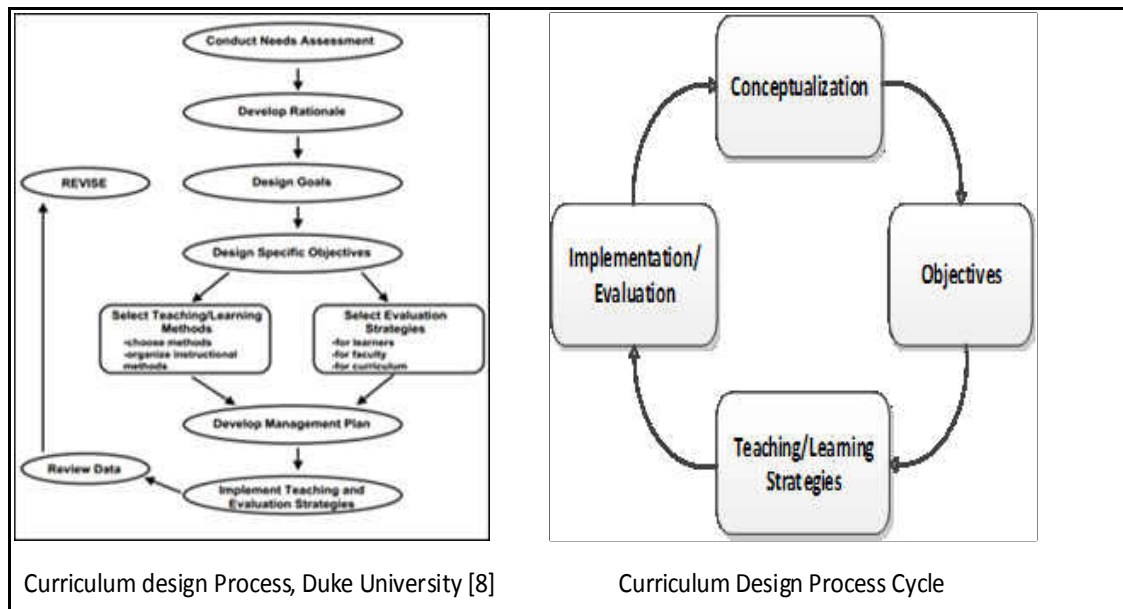 Conduct Needs Assessment
Develop Rationale
REVISE
Design Goals
Design Specific Objectives
Select Teaching/Learning
Methods
-choose methods
-organize instructional
methods
Select Evaluation
Strategies
-for learners
-for faculty
-for curriculum
Develop Management Plan
Review Data
Implement Teaching and
Evaluation Strategies
Curriculum design Process, Duke University [8]
Conceptualization
Objectives
Teaching/Learning
Strategies
Implementation/
Evaluation
Curriculum Design Process Cycle